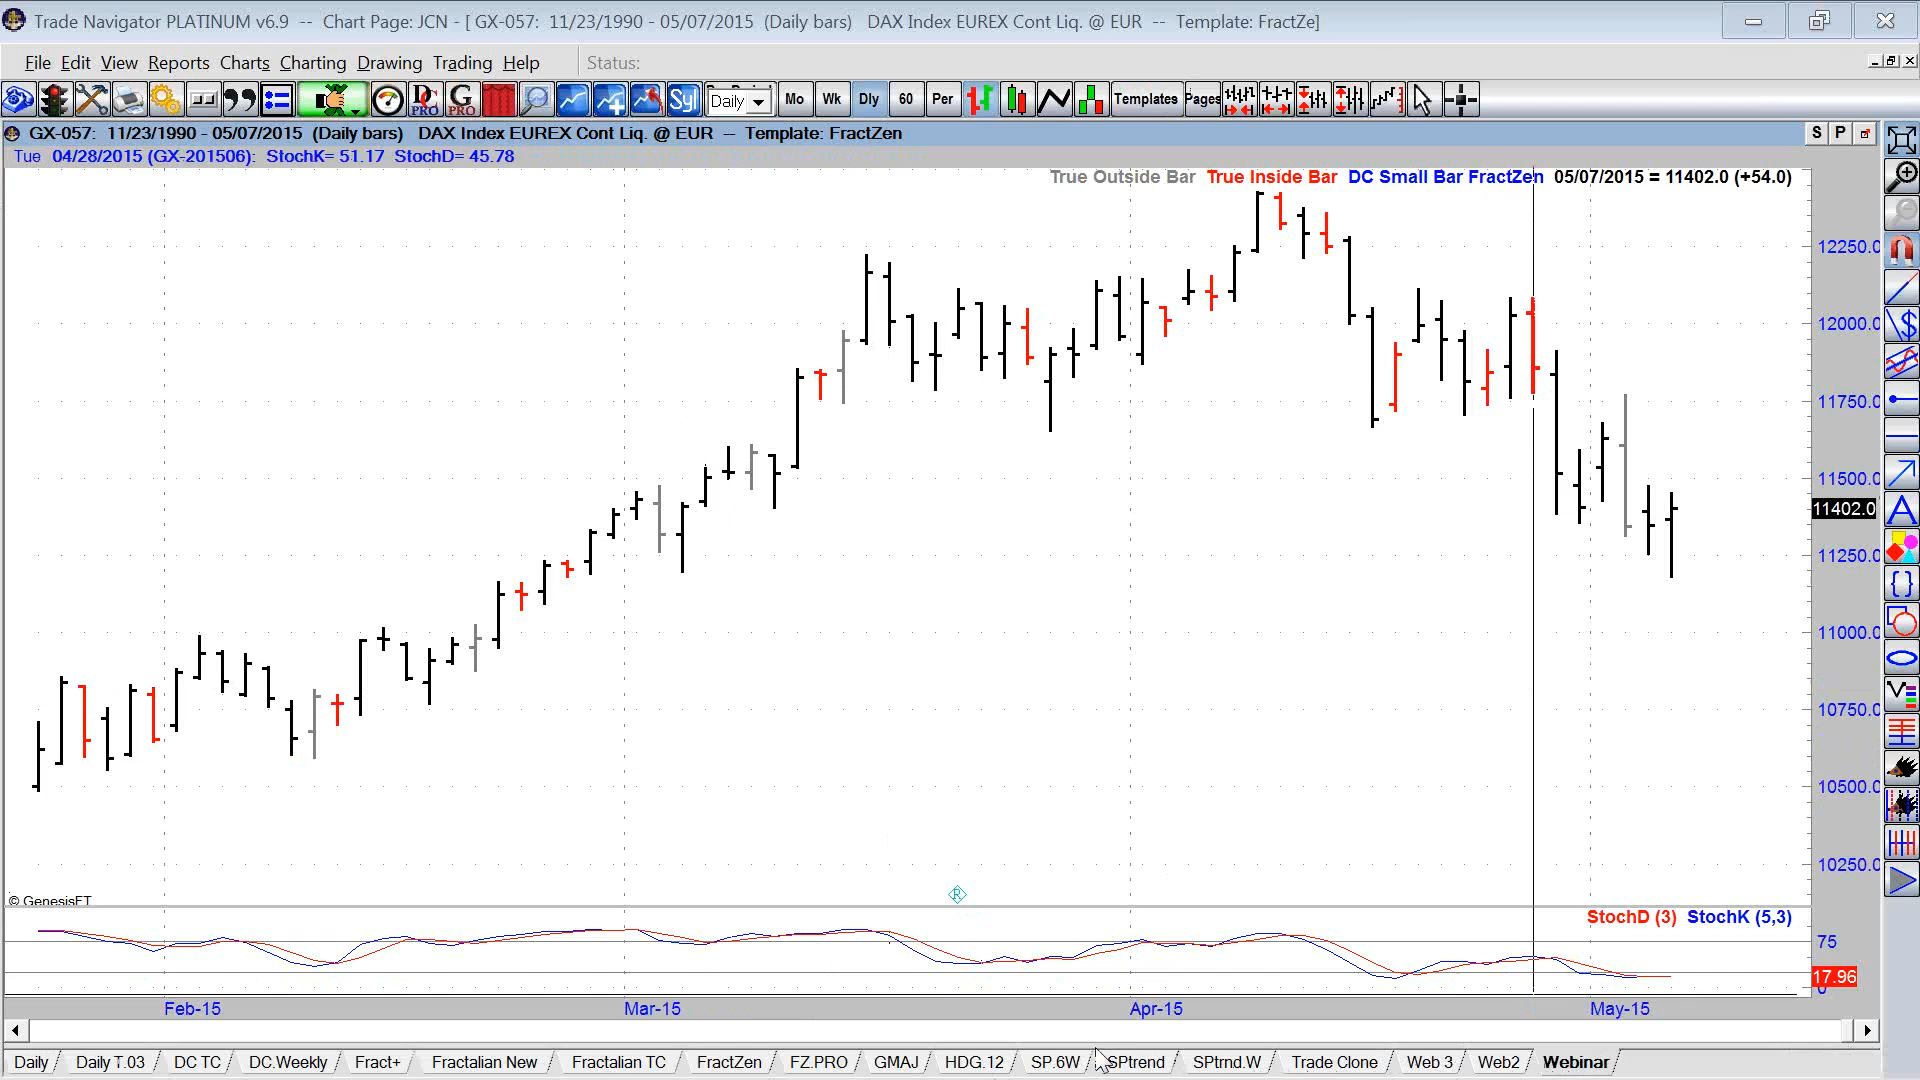 Trade Navigator PLATINUM v6.9 -- Chart Page: JCN - [ GX-057: 11/23/1990 - 05/07/2015 (Daily bars) DAX Index EUREX Cont Liq. @ EUR -- Template: FractZe]
File Edit View Reports Charts Charting Drawing Trading Help Status:
DC PRO G PRO Syl Daily Mo Wk Dly 60 Per Templates Pages
GX-057: 11/23/1990 - 05/07/2015 (Daily bars) DAX Index EUREX Cont Liq. @ EUR -- Template: FractZen S P
Tue 04/28/2015 (GX-201506): StochK= 51.17 StochD= 45.78
True Outside Bar True Inside Bar DC Small Bar FractZen 05/07/2015 = 11402.0 (+54.0)
12250.0
12000.0
11750.0
11500.0
11402.0
11250.0
11000.0
10750.0
10500.0
10250.0
© GenesisFT
R
StochD (3) StochK (5,3)
75
17.96
0
Feb-15 Mar-15 Apr-15 May-15
Daily Daily T.03 DC TC DC.Weekly Fract+ Fractalian New Fractalian TC FractZen FZ.PRO GMAJ HDG.12 SP.6W SPtrend SPtrnd.W Trade Clone Web 3 Web2 Webinar